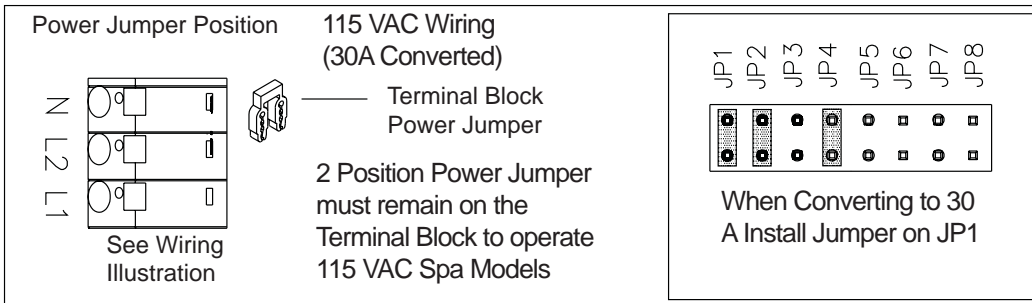 Power Jumper Position
115 VAC Wiring
(30A Converted)
N
L2
L1
Terminal Block
Power Jumper
2 Position Power Jumper
must remain on the
Terminal Block to operate
115 VAC Spa Models
See Wiring
Illustration
JP1 JP2 JP3 JP4 JP5 JP6 JP7 JP8
When Converting to 30
A Install Jumper on JP1